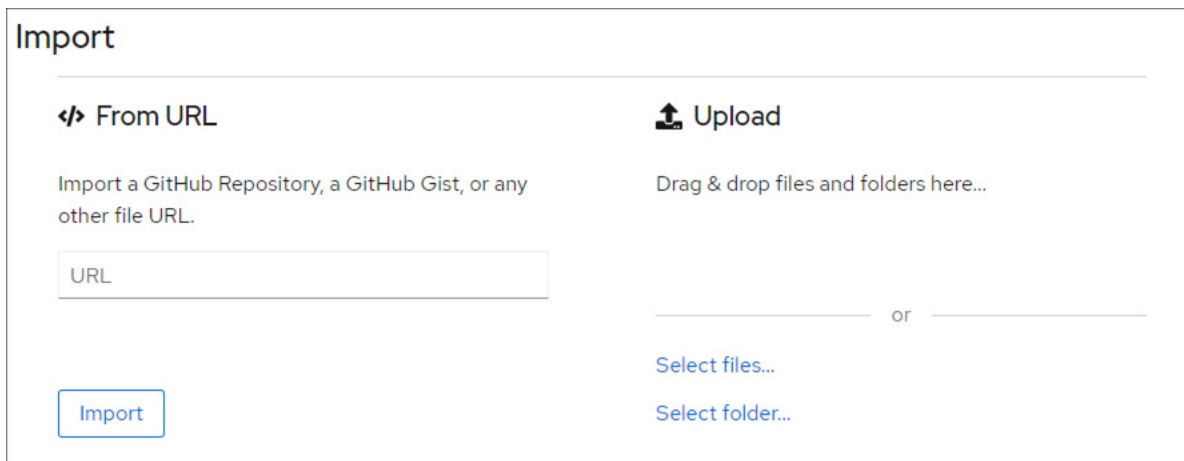 Import
From URL
Import a GitHub Repository, a GitHub Gist, or any
other file URL.
URL
Import
Upload
Drag & drop files and folders here...
or
Select files...
Select folder...